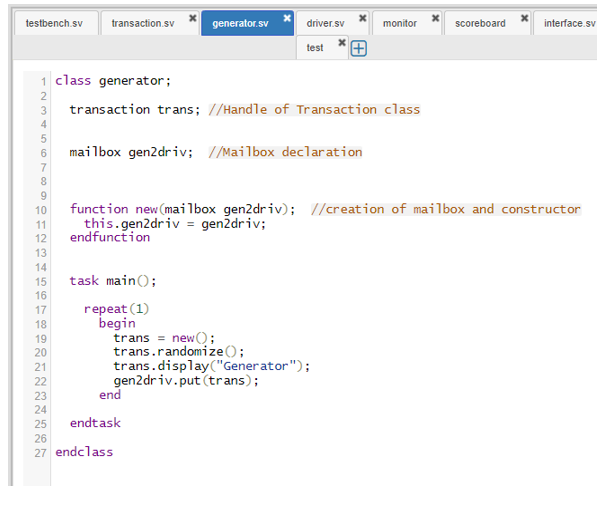 testbench.sv transaction.sv generator.sv driver.sv monitor scoreboard interface.sv
test
1 class generator;
2
3 transaction trans; //Handle of Transaction class
4
5
6 mailbox gen2driv; //Mailbox declaration
7
8
9
10 function new(mailbox gen2driv); //creation of mailbox and constructor
11 this.gen2driv = gen2driv;
12 endfunction
13
14
15 task main();
16
17 repeat(1)
18 begin
19 trans = new();
20 trans.randomize();
21 trans.display("Generator");
22 gen2driv.put(trans);
23 end
24
25 endtask
26
27 endclass